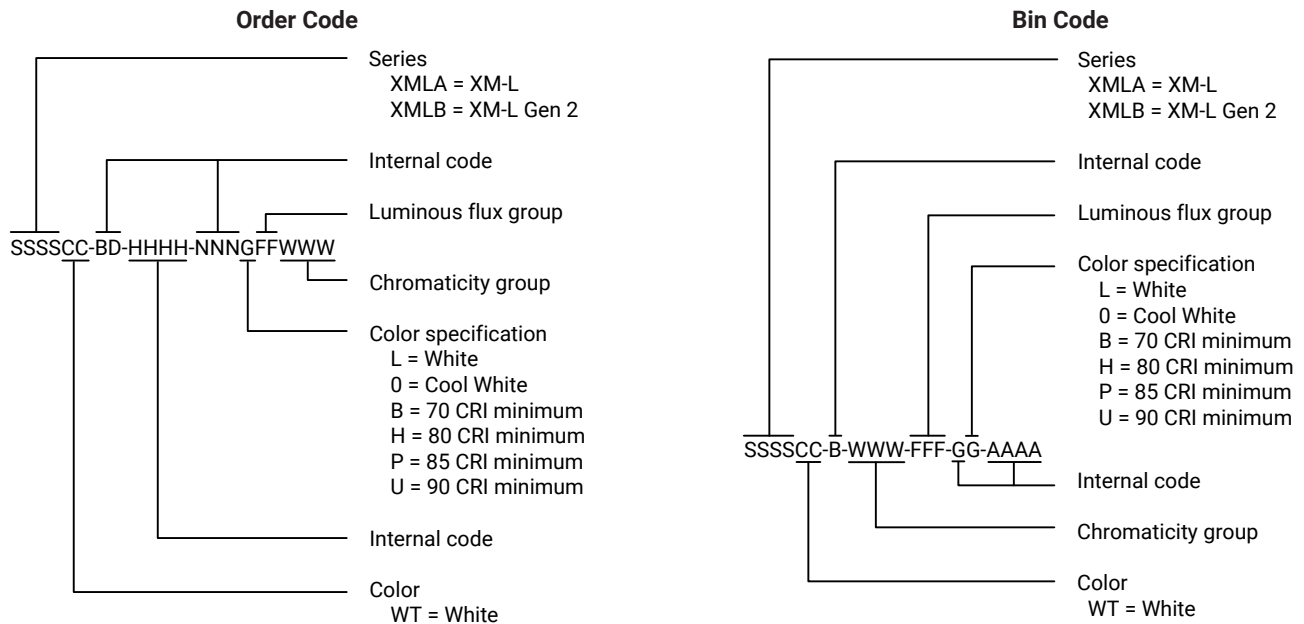 Order Code
Series
XMLA = XM-L
XMLB = XM-L Gen 2
Internal code
Luminous flux group
SSSSCC-BD-HHHH-NNNGFFWWW
Chromaticity group
Color specification
L = White
0 = Cool White
B = 70 CRI minimum
H = 80 CRI minimum
P = 85 CRI minimum
U = 90 CRI minimum
Internal code
Color
WT = White
Bin Code
Series
XMLA = XM-L
XMLB = XM-L Gen 2
Internal code
Luminous flux group
Color specification
L = White
0 = Cool White
B = 70 CRI minimum
H = 80 CRI minimum
P = 85 CRI minimum
U = 90 CRI minimum
SSSSCC-B-WWW-FFF-GG-AAAA
Internal code
Chromaticity group
Color
WT = White